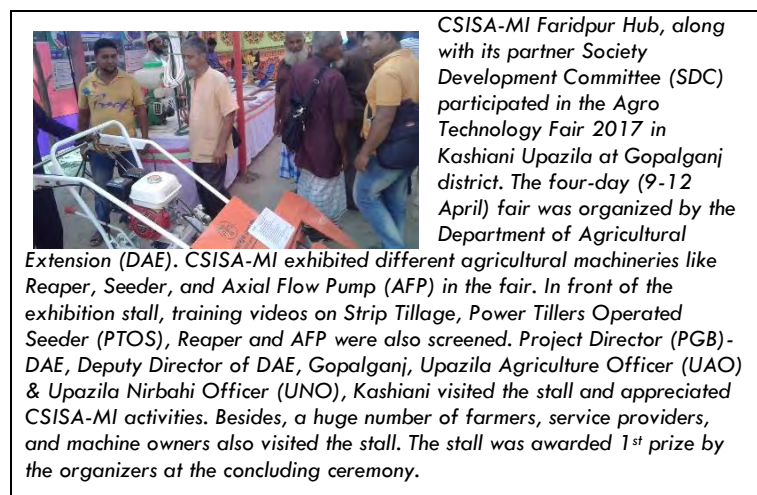 CSISA-MI Faridpur Hub, along
with its partner Society
Development Committee (SDC)
participated in the Agro
Technology Fair 2017 in
Kashiani Upazila at Gopalganj
district. The four-day (9-12
April) fair was organized by the
Department of Agricultural
Extension (DAE). CSISA-MI exhibited different agricultural machineries like
Reaper, Seeder, and Axial Flow Pump (AFP) in the fair. In front of the
exhibition stall, training videos on Strip Tillage, Power Tillers Operated
Seeder (PTOS), Reaper and AFP were also screened. Project Director (PGB)-
DAE, Deputy Director of DAE, Gopalganj, Upazila Agriculture Officer (UAO)
& Upazila Nirbahi Officer (UNO), Kashiani visited the stall and appreciated
CSISA-MI activities. Besides, a huge number of farmers, service providers,
and machine owners also visited the stall. The stall was awarded 1st prize by
the organizers at the concluding ceremony.